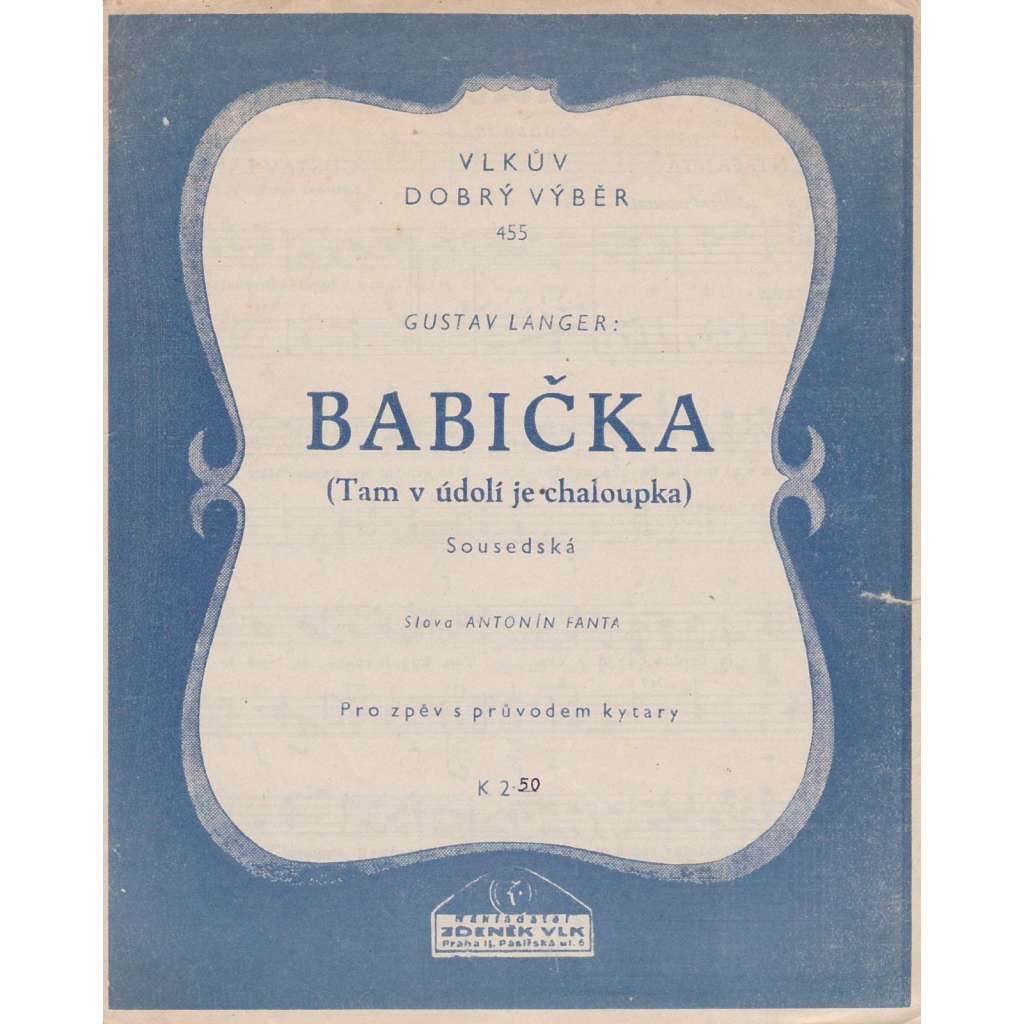 VLKŮV
DOBRÝ VÝBĚR
455
GUSTAV LANGER:
BABIČKA
(Tam v údolí je chaloupka)
Sousedská
Slova ANTONÍN FANTA
Pro zpěv s průvodem kytary
K 2·50
Nakladatel
ZDENĚK VLK
Praha II, Pasířská ul. 6